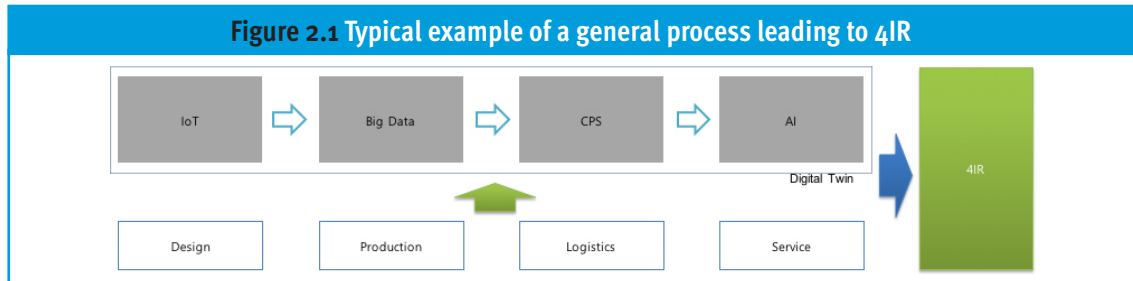 Figure 2.1 Typical example of a general process leading to 4IR
IoT
Big Data
CPS
AI
Digital Twin
4IR
Design
Production
Logistics
Service